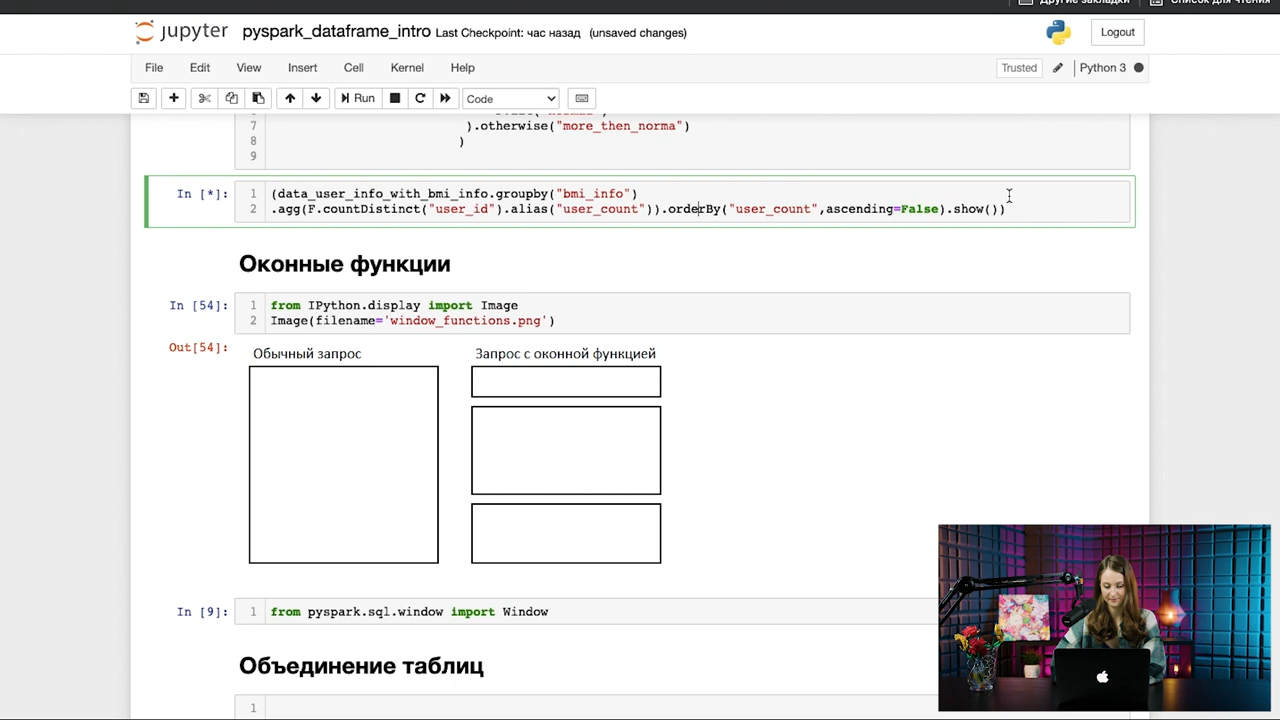 Другие закладки
Список для чтения
jupyter pyspark_dataframe_intro Last Checkpoint: час назад (unsaved changes)
Logout
File Edit View Insert Cell Kernel Help
Trusted Python 3
Run Code
7 ).otherwise("more_then_norma")
8 )
9
In [*]: 1 (data_user_info_with_bmi_info.groupby("bmi_info")
2 .agg(F.countDistinct("user_id").alias("user_count")).orderBy("user_count",ascending=False).show())
Оконные функции
In [54]: 1 from IPython.display import Image
2 Image(filename='window_functions.png')
Out[54]:
Обычный запрос Запрос с оконной функцией
In [9]: 1 from pyspark.sql.window import Window
Объединение таблиц
1